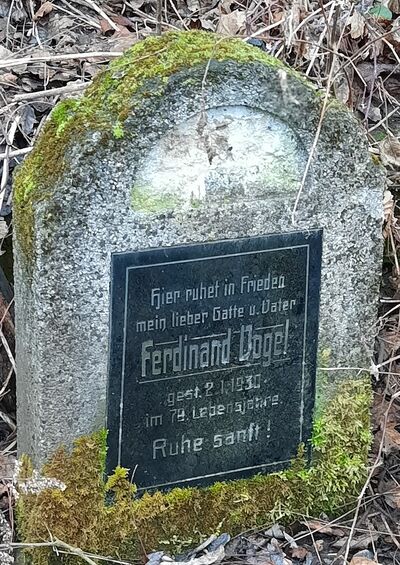 Hier ruhet in Frieden
mein lieber Gatte u. Vater
Ferdinand Vogel
gest. 2.1.1930
im 79. Lebensjahre.
Ruhe sanft!